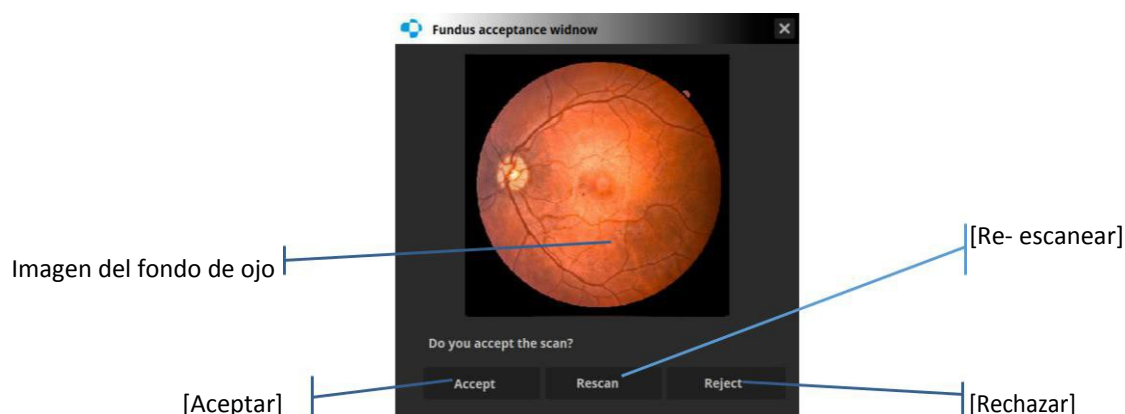 Fundus acceptance widnow
Imagen del fondo de ojo
[Re- escanear]
Do you accept the scan?
Accept
Rescan
Reject
[Aceptar]
[Rechazar]